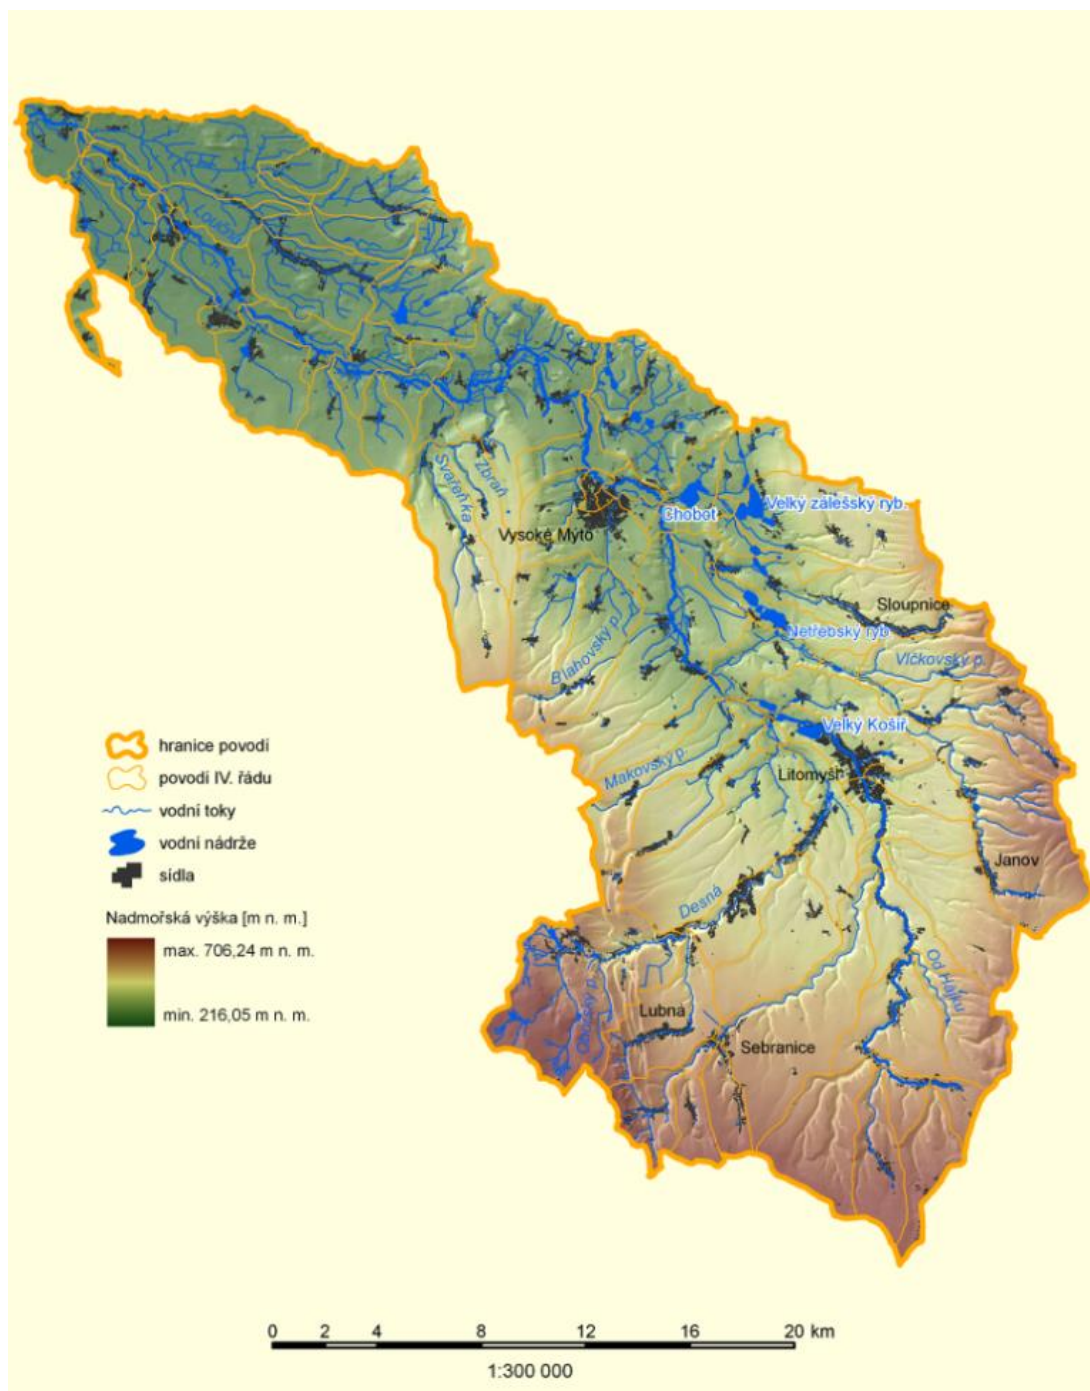 Loučná
Svařeňka
Zbraň
Chobot
Velký zálešský ryb.
Vysoké Mýto
Sloupnice
Netřebský ryb
Vlčkovský p.
Blahovský p.
Velký Košíř
Makovský p.
Litomyšl
Janov
Desná
Od Hájku
Lubná
Sebranice
hranice povodí
povodí IV. řádu
vodní toky
vodní nádrže
sídla
Nadmořská výška [m n. m.]
max. 706,24 m n. m.
min. 216,05 m n. m.
0 2 4 8 12 16 20 km
1:300 000